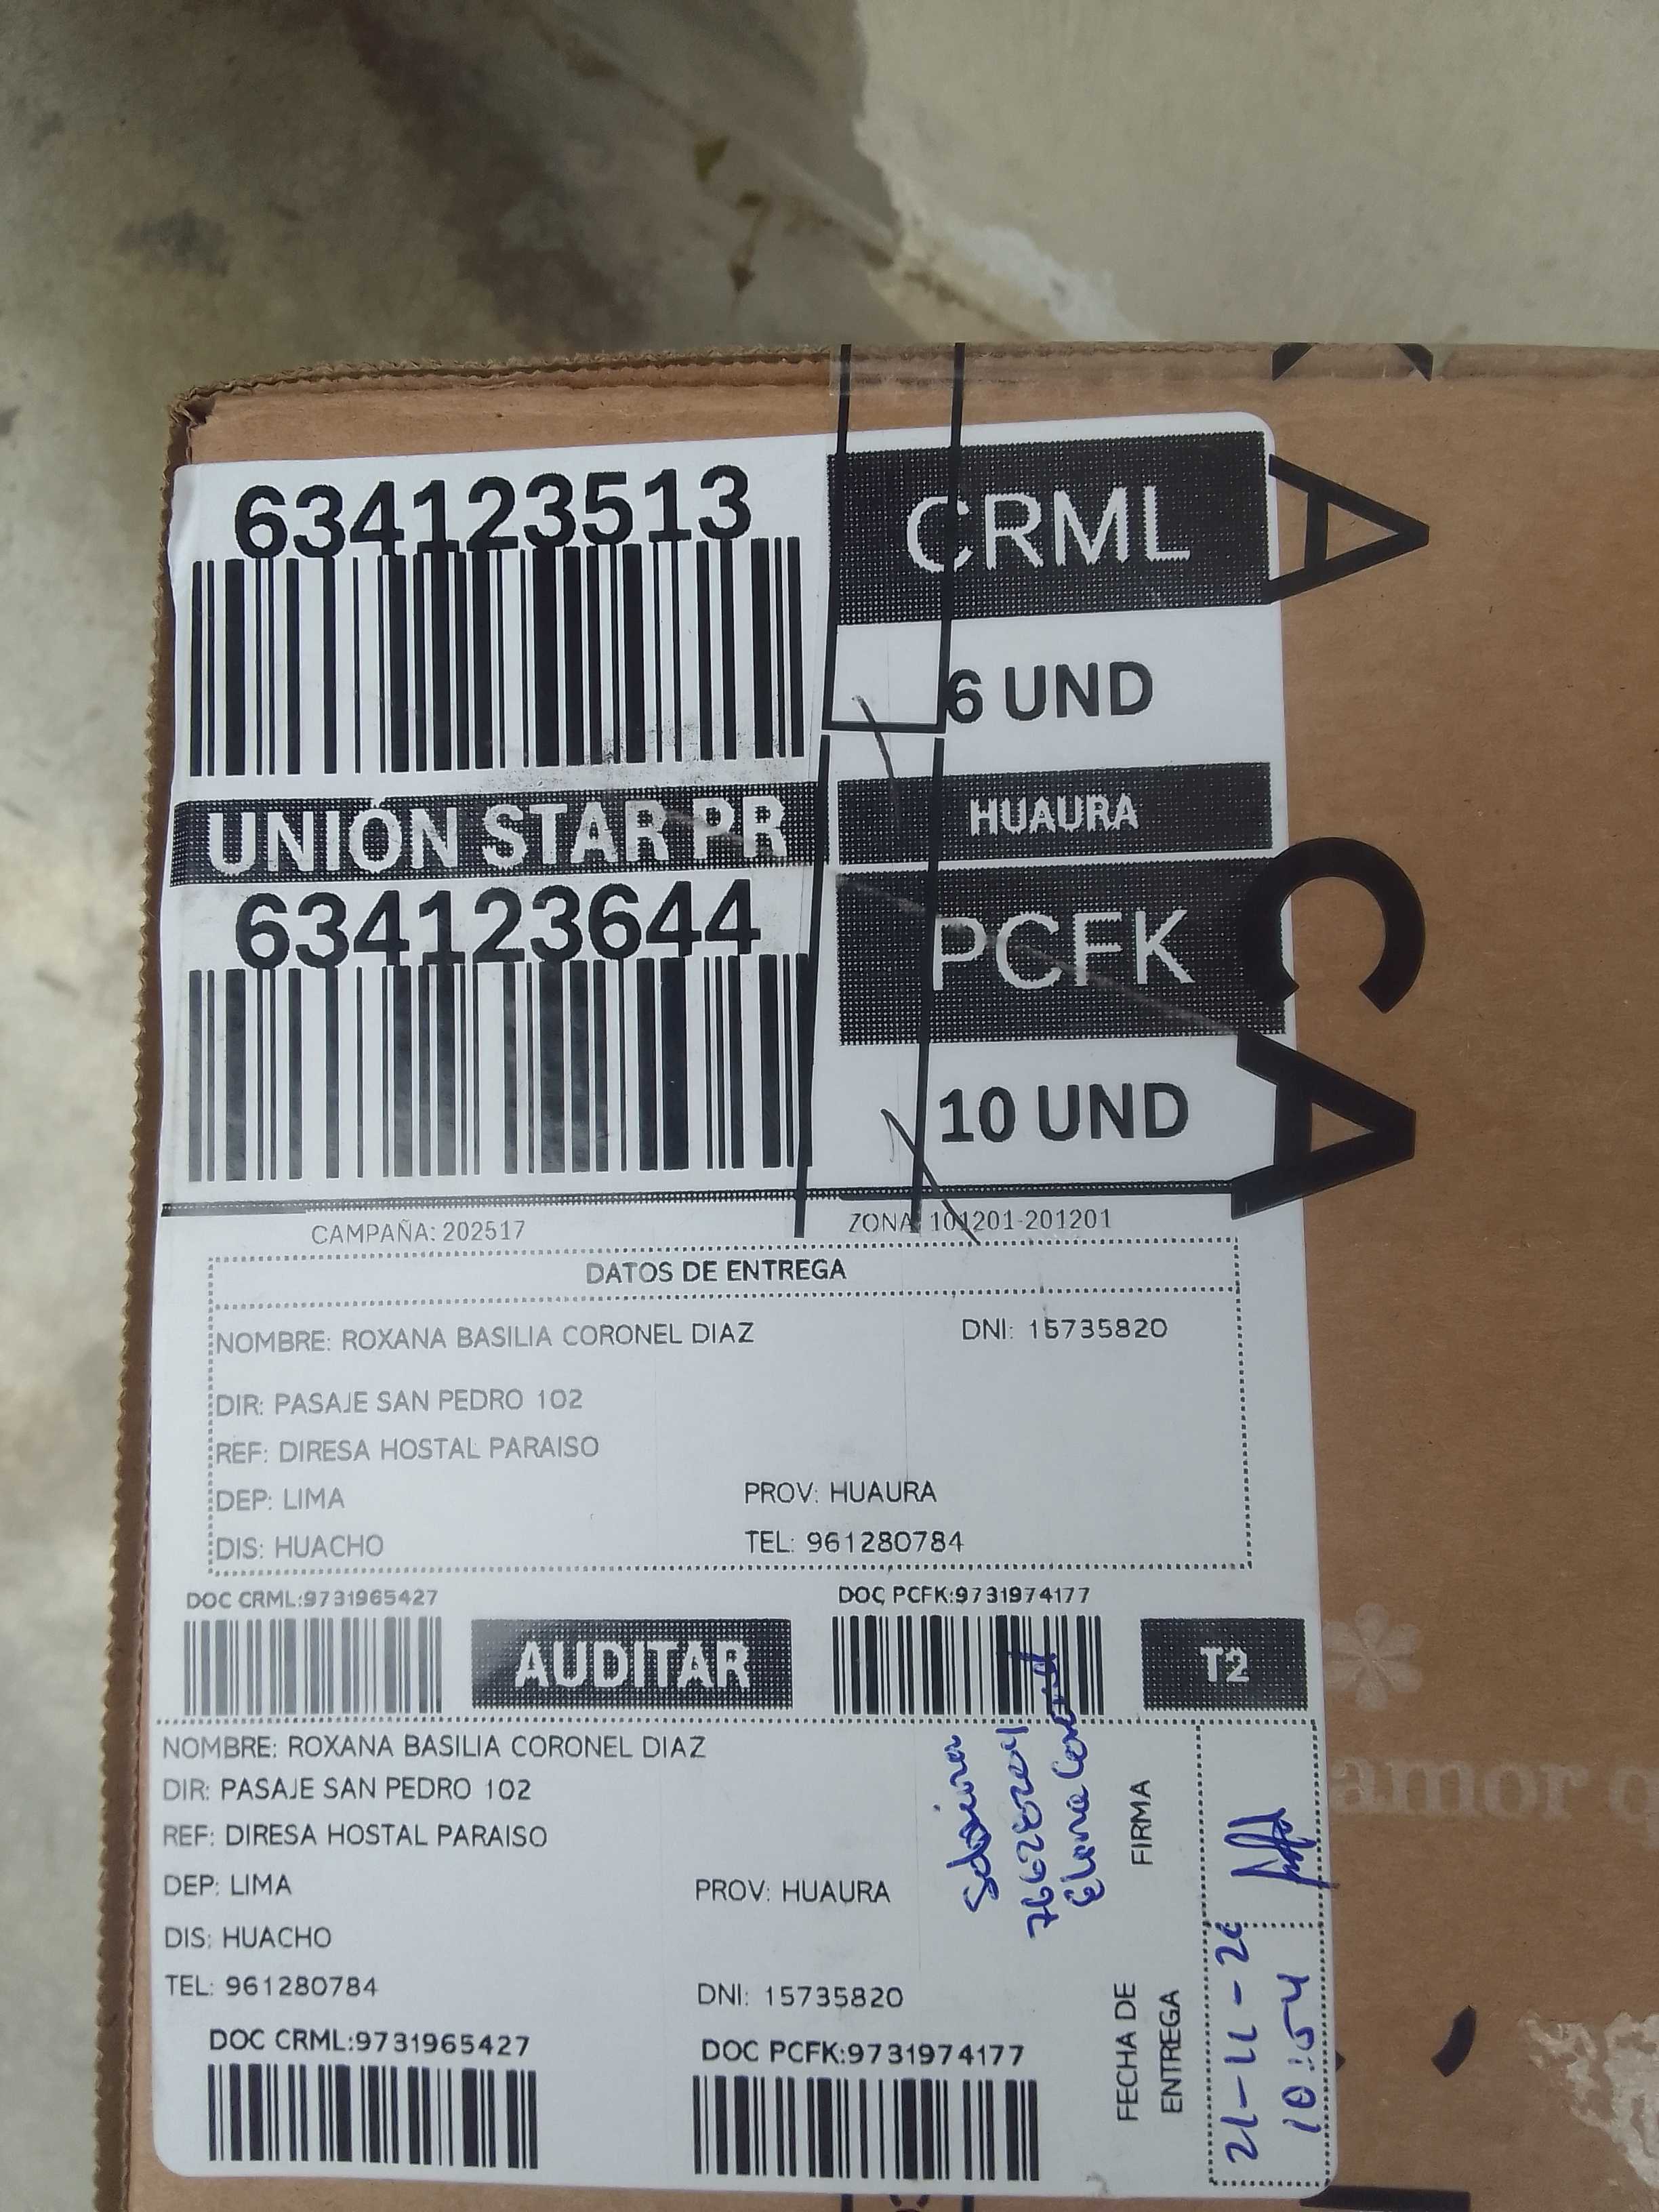 634123513
CRML
6 UND
UNIÓN STAR PR
HUAURA
634123644
PCFK
10 UND
CAMPAÑA: 202517
ZONA: 101201-201201
DATOS DE ENTREGA
NOMBRE: ROXANA BASILIA CORONEL DIAZ
DNI: 15735820
DIR: PASAJE SAN PEDRO 102
REF: DIRESA HOSTAL PARAISO
DEP: LIMA
PROV: HUAURA
DIS: HUACHO
TEL: 961280784
DOC CRML:9731965427
DOC PCFK:9731974177
AUDITAR
T2
NOMBRE: ROXANA BASILIA CORONEL DIAZ
DIR: PASAJE SAN PEDRO 102
REF: DIRESA HOSTAL PARAISO
DEP: LIMA
PROV: HUAURA
DIS: HUACHO
TEL: 961280784
DNI: 15735820
DOC CRML:9731965427
DOC PCFK:9731974177
Sobrina
Elena Coronel
FIRMA
FECHA DE
ENTREGA
21-11-
10:54
A
C
A
amor